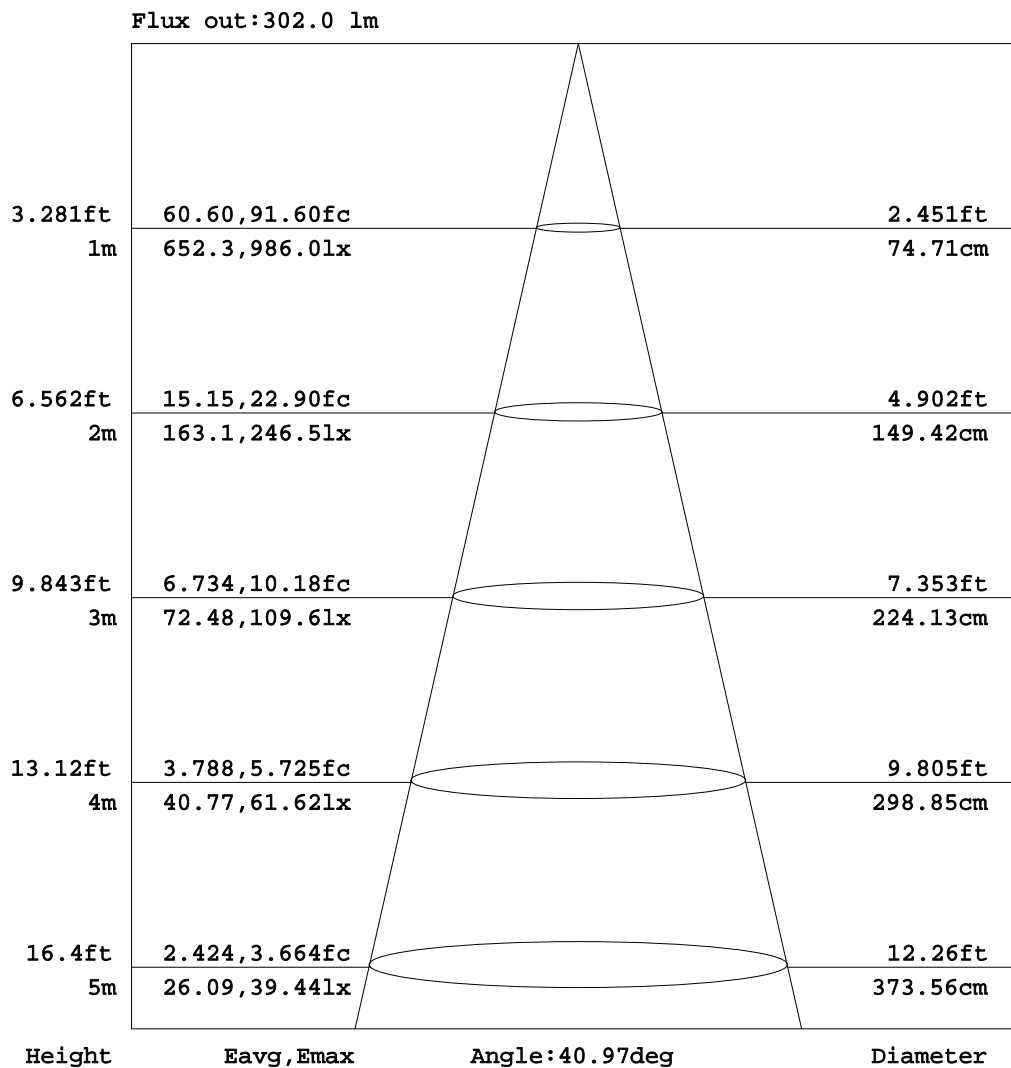 Flux out:302.0 lm
3.281ft 60.60,91.60fc 2.451ft
1m 652.3,986.0lx 74.71cm
6.562ft 15.15,22.90fc 4.902ft
2m 163.1,246.5lx 149.42cm
9.843ft 6.734,10.18fc 7.353ft
3m 72.48,109.6lx 224.13cm
13.12ft 3.788,5.725fc 9.805ft
4m 40.77,61.62lx 298.85cm
16.4ft 2.424,3.664fc 12.26ft
5m 26.09,39.44lx 373.56cm
Height Eavg,Emax Angle:40.97deg Diameter